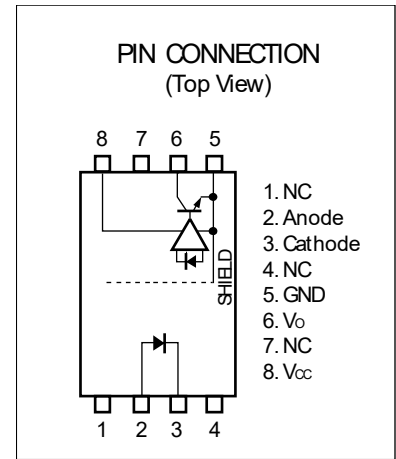 PIN CONNECTION
(Top View)
8 7 6 5
1. NC
2. Anode
3. Cathode
4. NC
5. GND
6. Vo
7. NC
8. Vcc
SHIELD
1 2 3 4